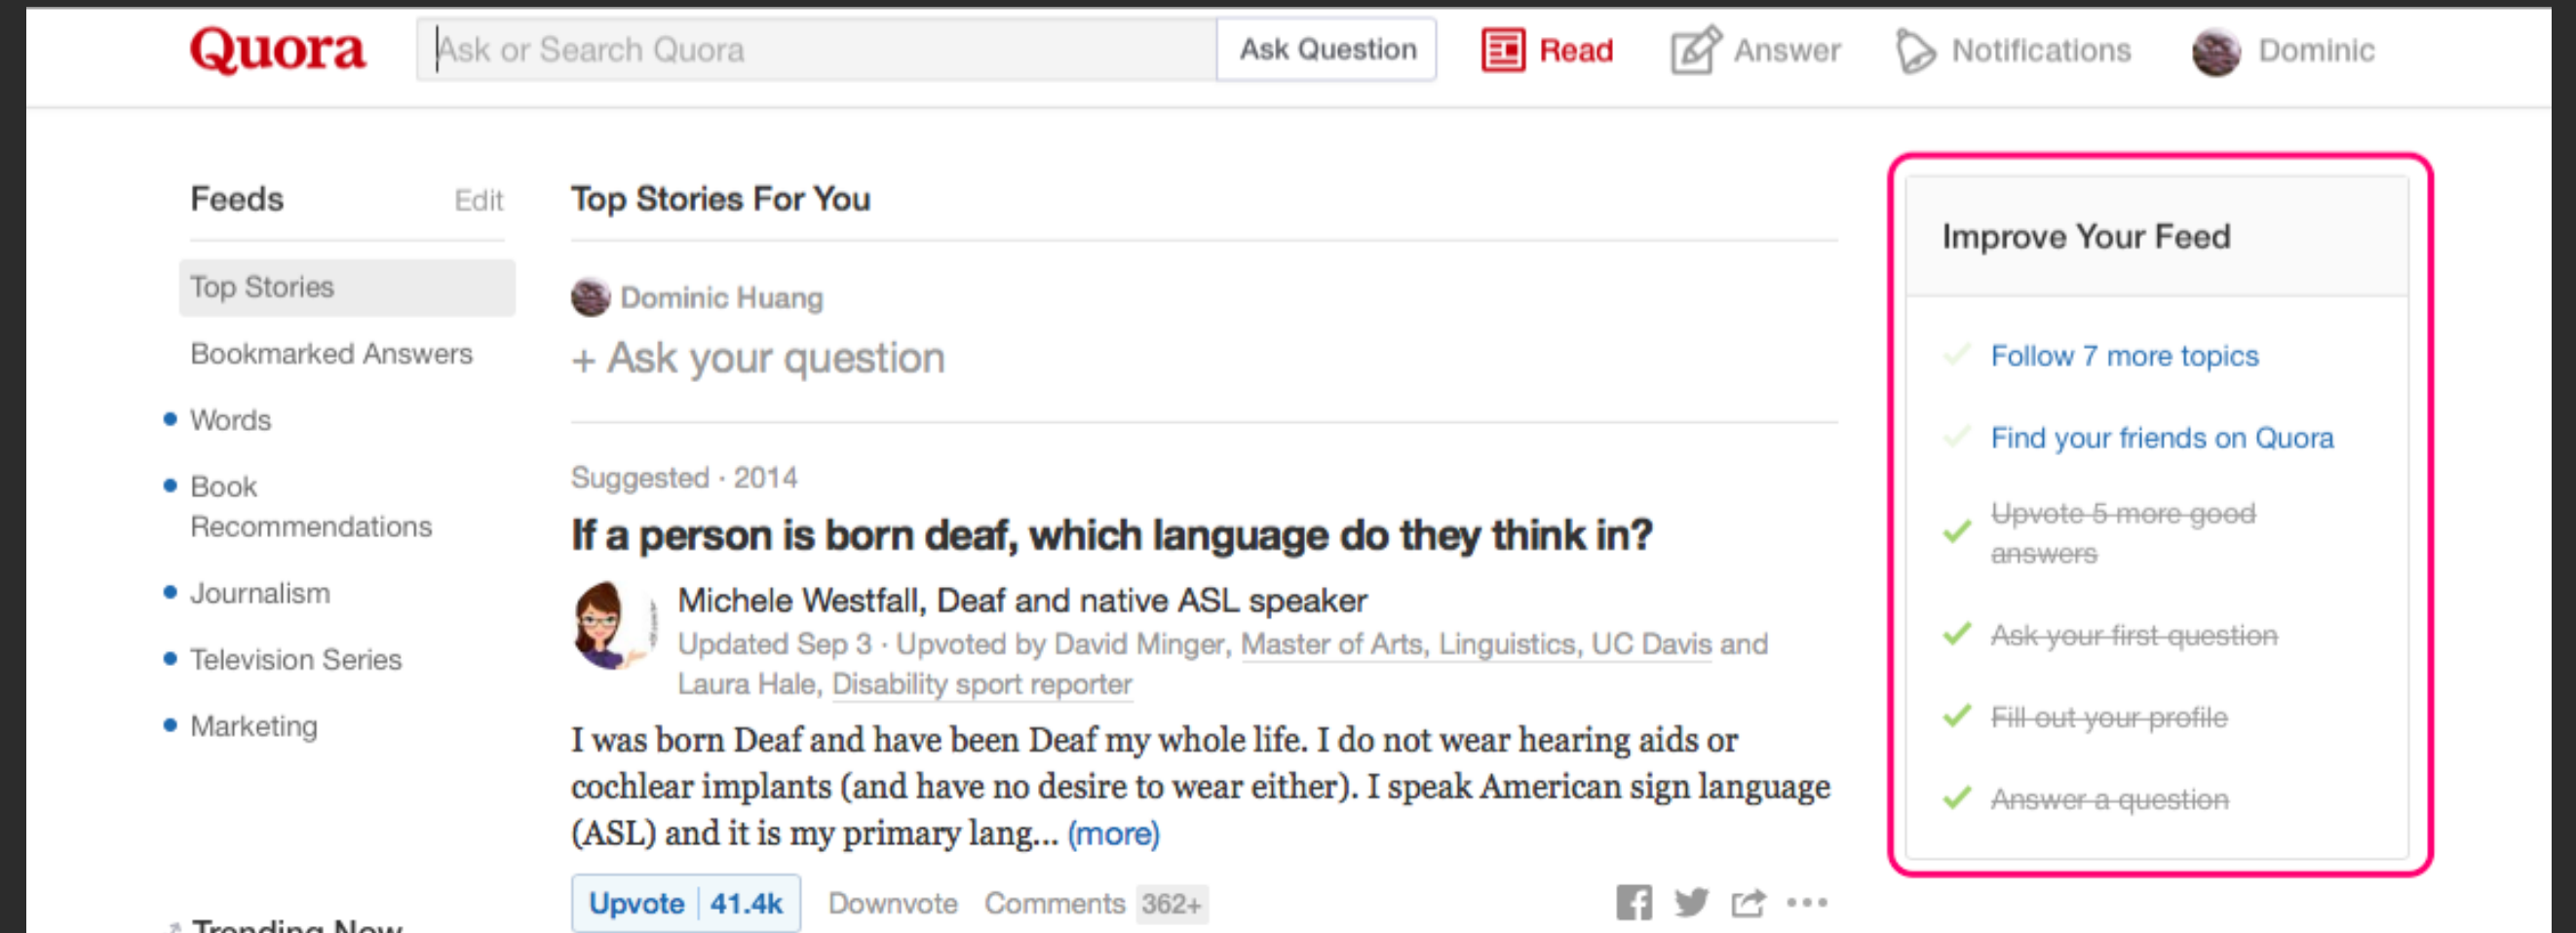 Quora
Ask or Search Quora
Ask Question
Read
Answer
Notifications
Dominic
Feeds
Edit
Top Stories
Bookmarked Answers
Words
Book
Recommendations
Journalism
Television Series
Marketing
Trending Now
Top Stories For You
Dominic Huang
+ Ask your question
Suggested · 2014
If a person is born deaf, which language do they think in?
Michele Westfall, Deaf and native ASL speaker
Updated Sep 3 · Upvoted by David Minger, Master of Arts, Linguistics, UC Davis and
Laura Hale, Disability sport reporter
I was born Deaf and have been Deaf my whole life. I do not wear hearing aids or
cochlear implants (and have no desire to wear either). I speak American sign language
(ASL) and it is my primary lang... (more)
Upvote 41.4k
Downvote
Comments 362+
Improve Your Feed
Follow 7 more topics
Find your friends on Quora
Upvote 5 more good
answers
Ask your first question
Fill out your profile
Answer a question